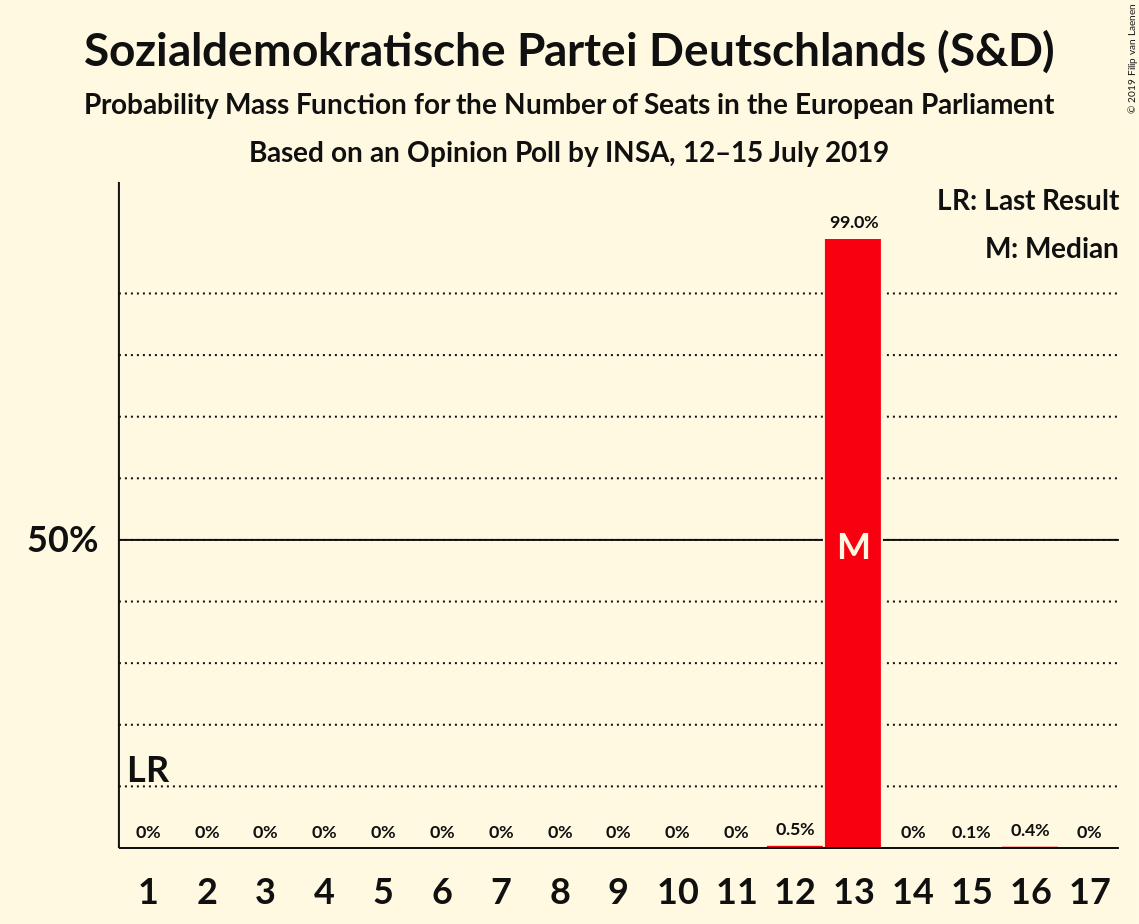 Sozialdemokratische Partei Deutschlands (S&D)
Probability Mass Function for the Number of Seats in the European Parliament
Based on an Opinion Poll by INSA, 12–15 July 2019
© 2019 Filip van Laenen
LR: Last Result
M: Median
99.0%
50%
M
LR
0% 0% 0% 0% 0% 0% 0% 0% 0% 0% 0% 0.5% 0% 0.1% 0.4% 0%
1 2 3 4 5 6 7 8 9 10 11 12 13 14 15 16 17